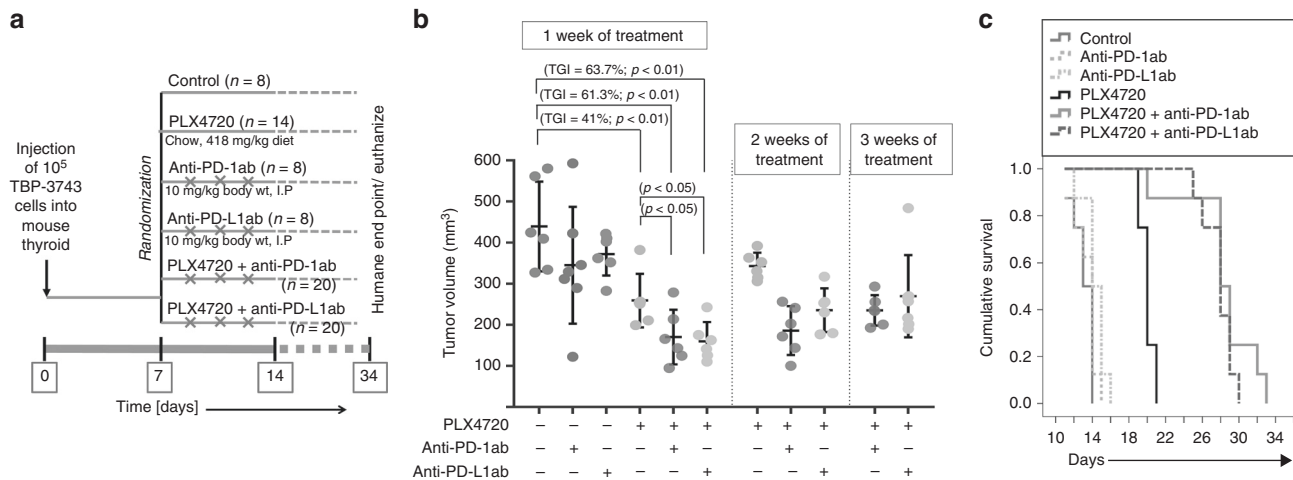 a
Injection
of 10⁵
TBP-3743
cells into
mouse
thyroid
Randomization
Control (n = 8)
PLX4720 (n = 14)
Chow, 418 mg/kg diet
Anti-PD-1ab (n = 8)
10 mg/kg body wt, I.P
Anti-PD-L1ab (n = 8)
10 mg/kg body wt, I.P
PLX4720 + anti-PD-1ab
(n = 20)
PLX4720 + anti-PD-L1ab
(n = 20)
Humane end point/ euthanize
0 7 14 34
Time [days]
b
1 week of treatment
(TGI = 63.7%; p < 0.01)
(TGI = 61.3%; p < 0.01)
(TGI = 41%; p < 0.01)
(p < 0.05)
(p < 0.05)
2 weeks of
treatment
3 weeks of
treatment
Tumor volume (mm³)
600
500
400
300
200
100
PLX4720 – – – + + + + + + + +
Anti-PD-1ab – + – – + – – + – + –
Anti-PD-L1ab – – + – – + – – + – +
c
Control
Anti-PD-1ab
Anti-PD-L1ab
PLX4720
PLX4720 + anti-PD-1ab
PLX4720 + anti-PD-L1ab
Cumulative survival
1.0
0.8
0.6
0.4
0.2
0.0
10 14 18 22 26 30 34
Days